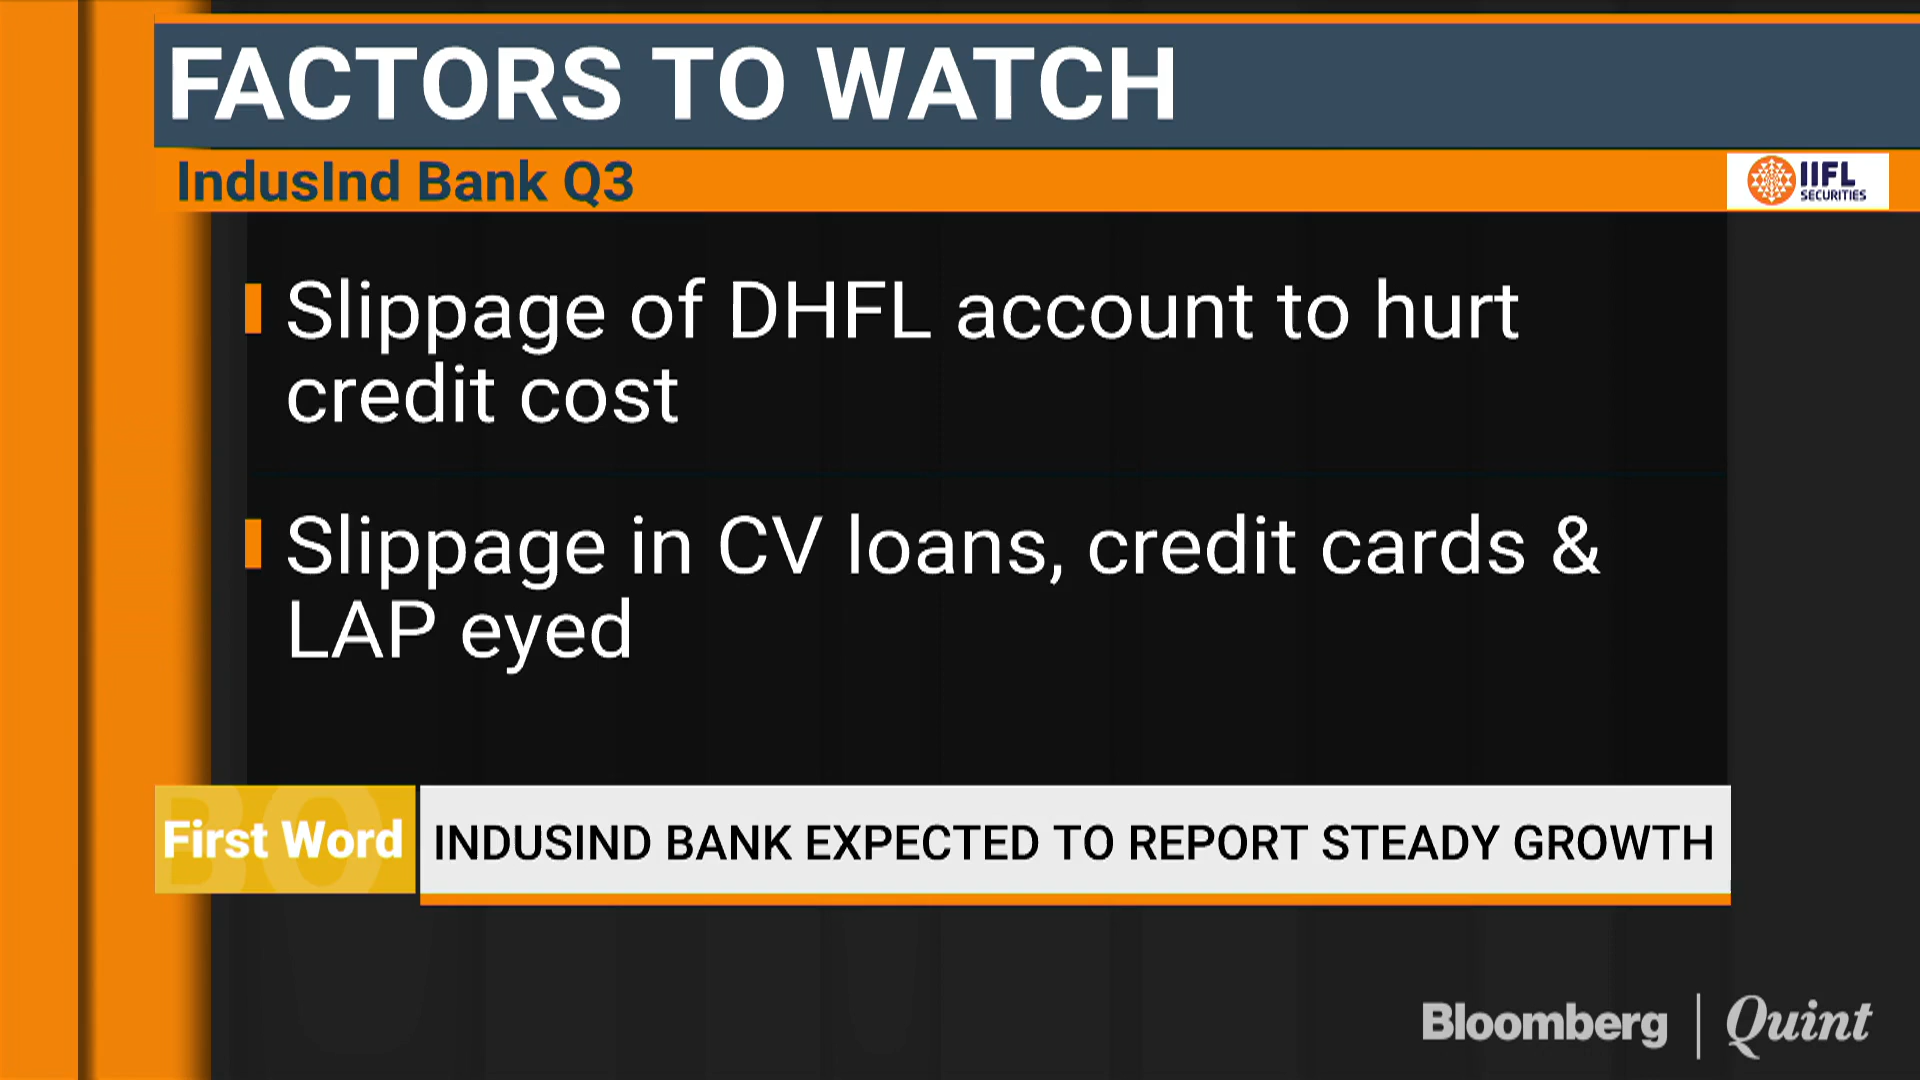 FACTORS TO WATCH
IndusInd Bank Q3
IIFL
SECURITIES
Slippage of DHFL account to hurt
credit cost
Slippage in CV loans, credit cards &
LAP eyed
First Word
INDUSIND BANK EXPECTED TO REPORT STEADY GROWTH
Bloomberg | Quint